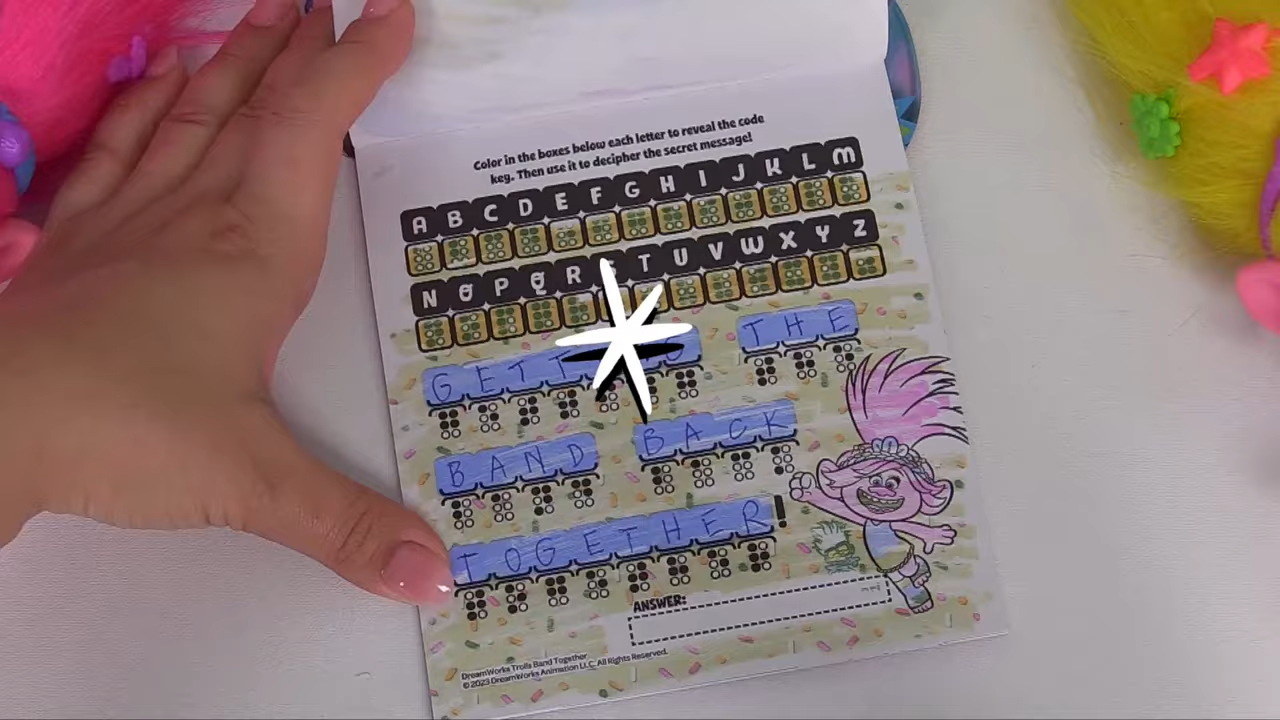 Color in the boxes below each letter to reveal the code
key. Then use it to decipher the secret message!
A B C D E F G H I J K L M
N O P Q R T U V W X Y Z
THE
BAND BACK
TOGETHER!
ANSWER:
DreamWorks Trolls Band Together
© 2023 DreamWorks Animation LLC. All Rights Reserved.